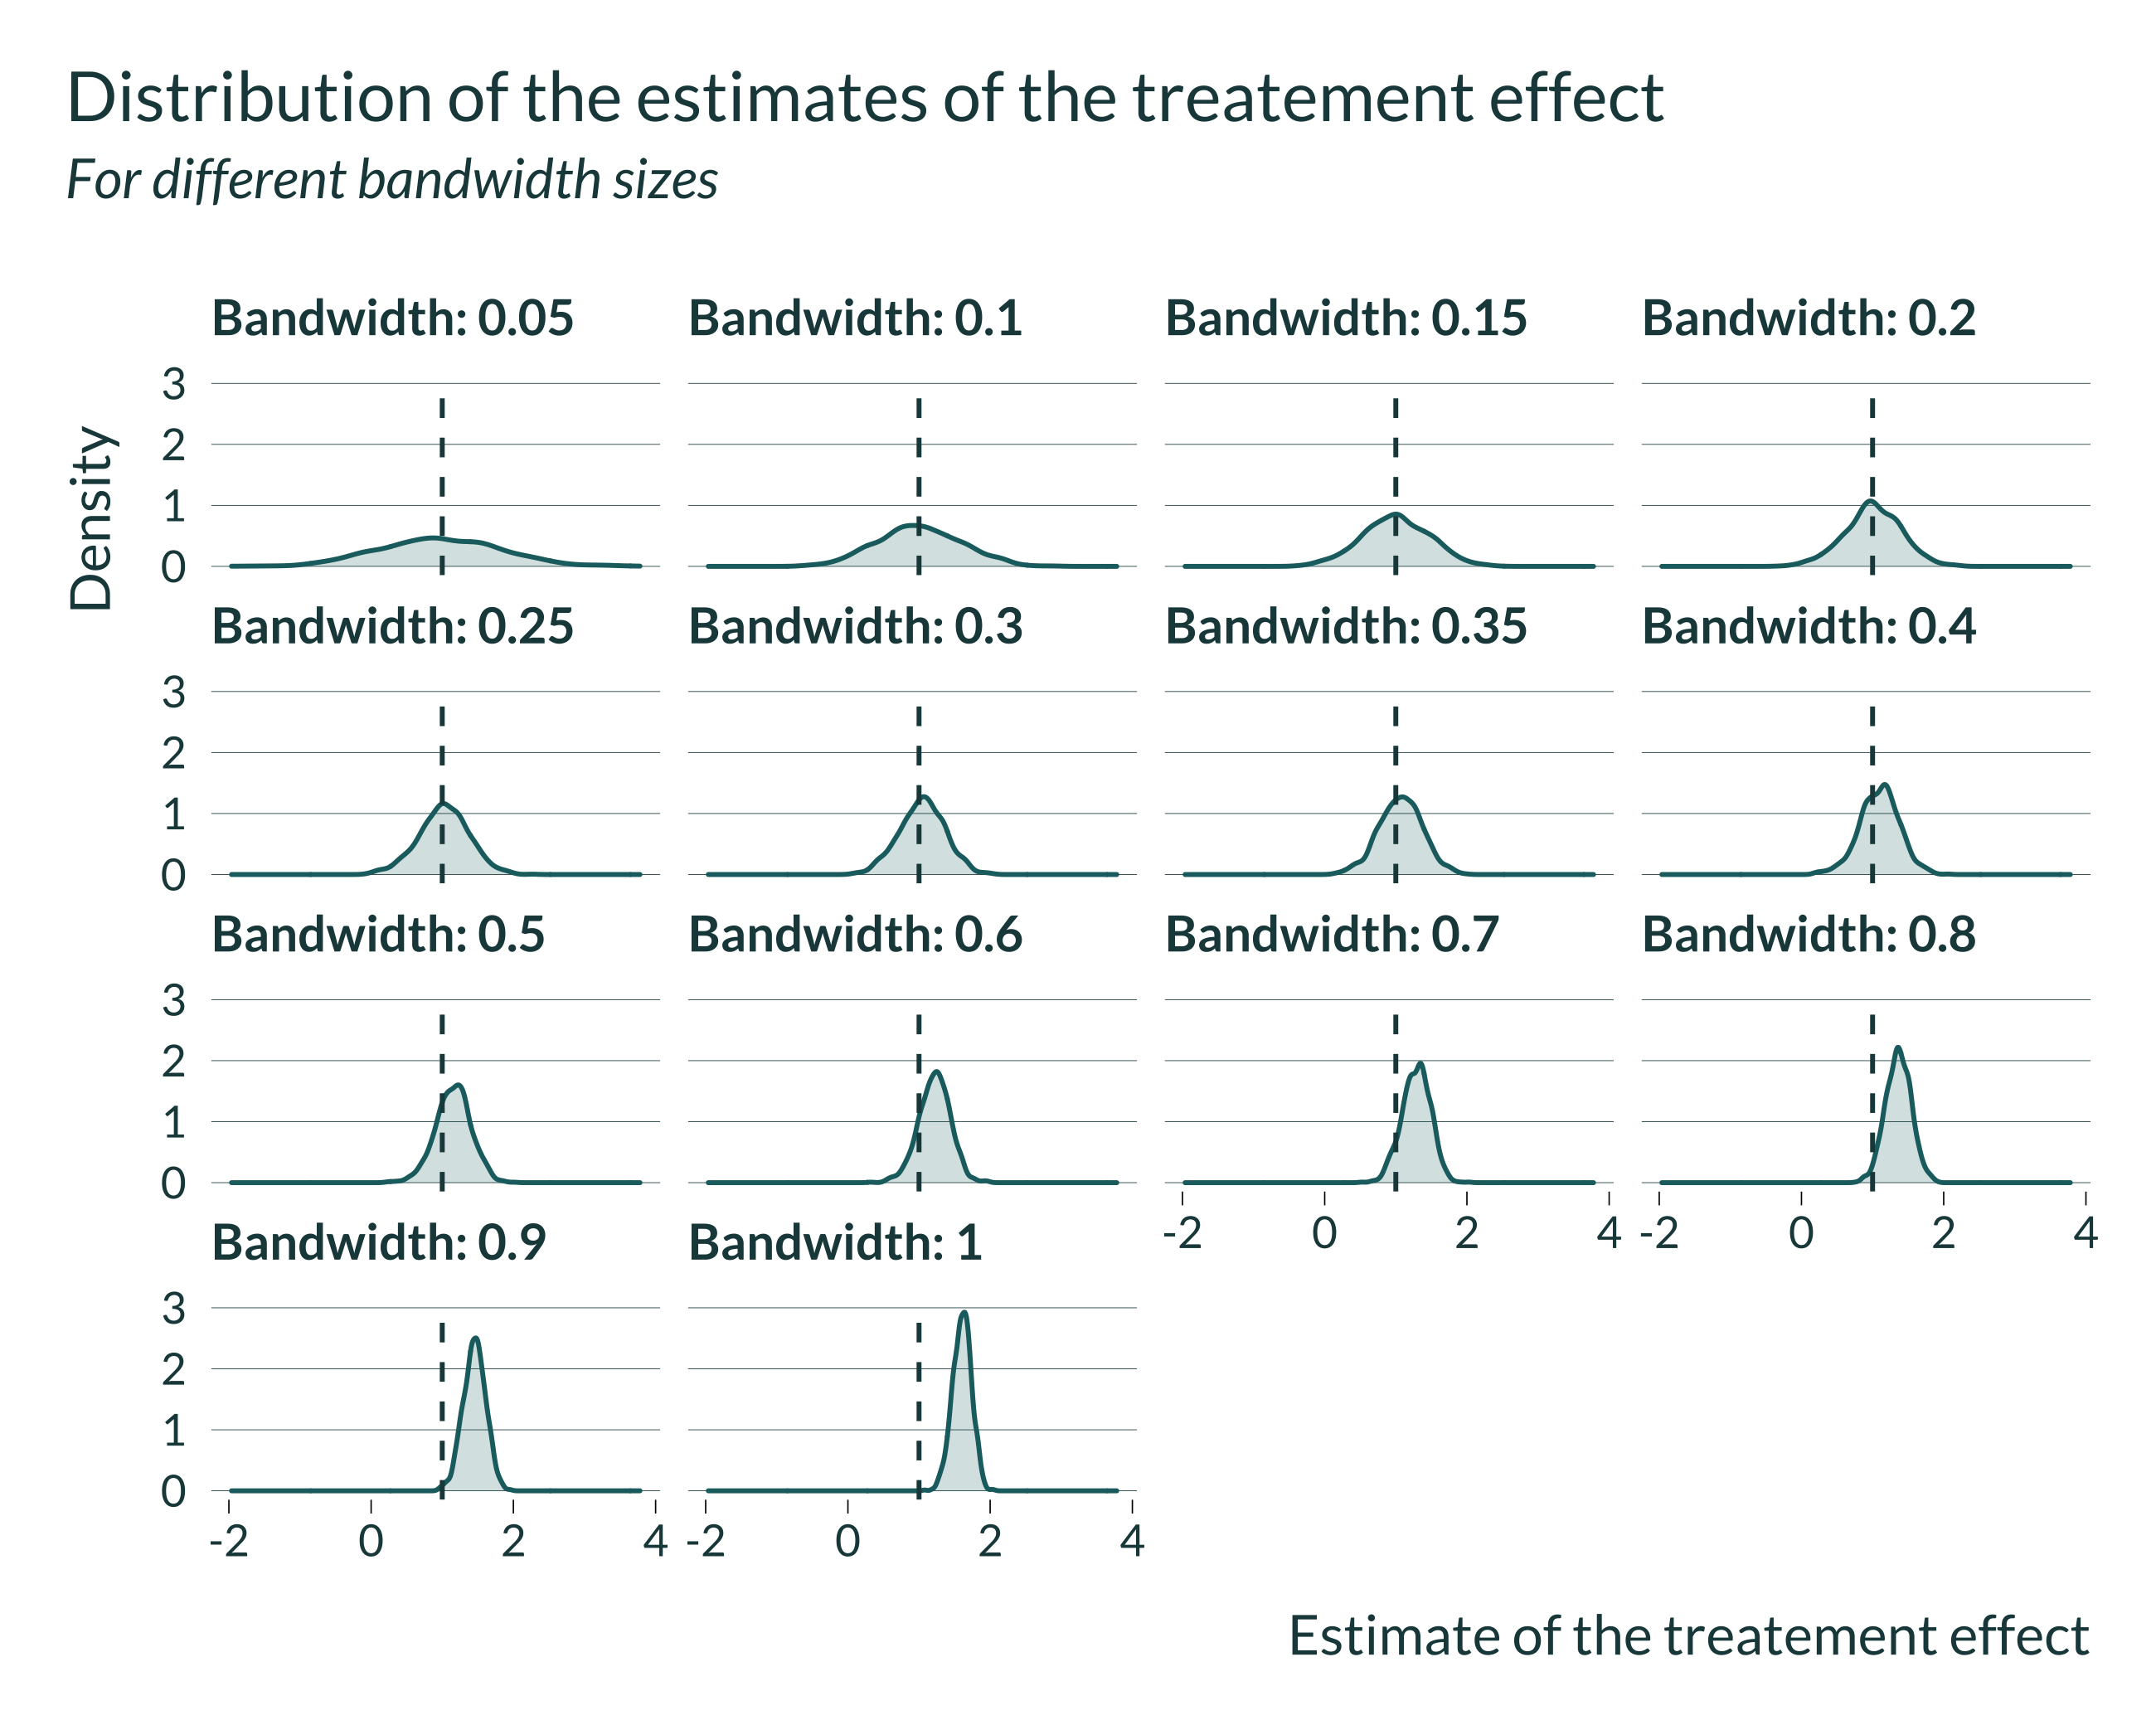 Distribution of the estimates of the treatement effect
For different bandwidth sizes
Density
Bandwidth: 0.05 Bandwidth: 0.1 Bandwidth: 0.15 Bandwidth: 0.2
3
2
1
0
Bandwidth: 0.25 Bandwidth: 0.3 Bandwidth: 0.35 Bandwidth: 0.4
3
2
1
0
Bandwidth: 0.5 Bandwidth: 0.6 Bandwidth: 0.7 Bandwidth: 0.8
3
2
1
0
-2 0 2 4 -2 0 2 4
Bandwidth: 0.9 Bandwidth: 1
3
2
1
0
-2 0 2 4 -2 0 2 4
Estimate of the treatement effect